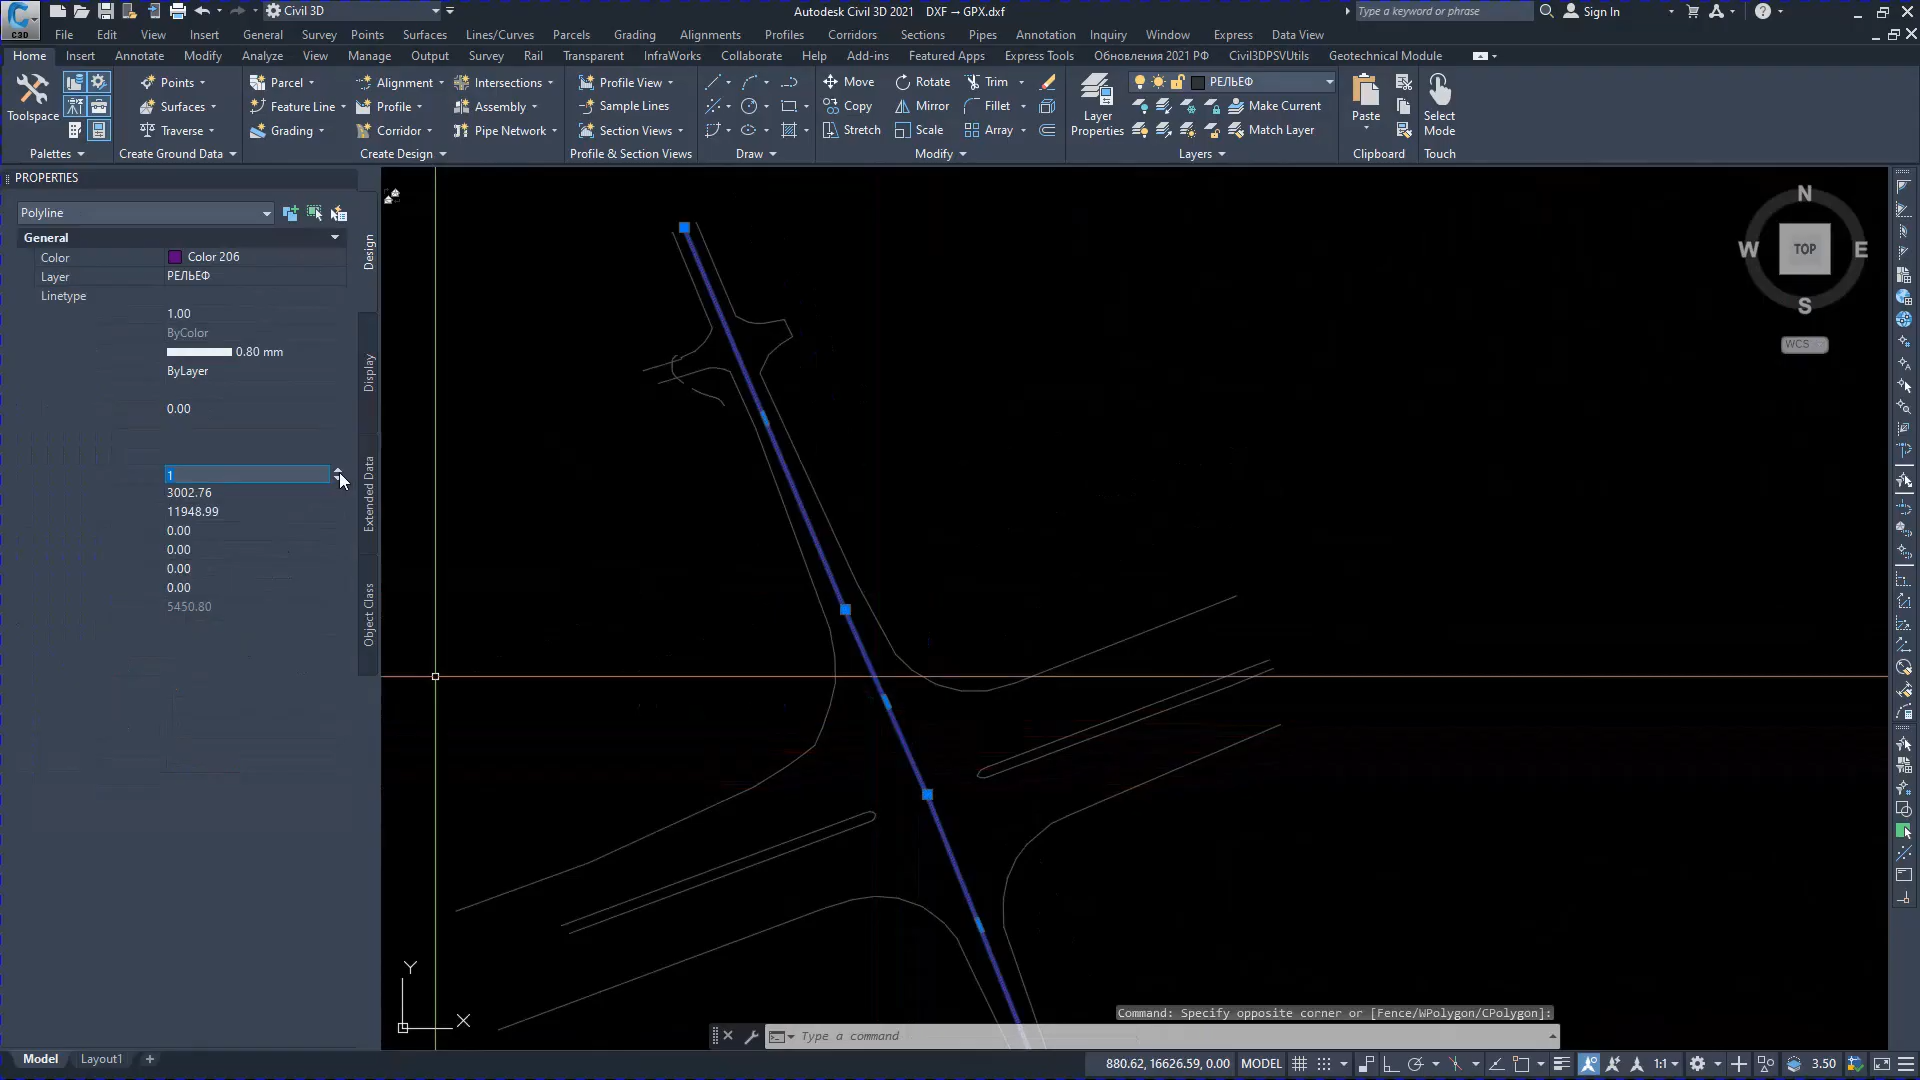 C3D
Civil 3D
Autodesk Civil 3D 2021 DXF → GPX.dxf
Type a keyword or phrase
Sign In
File Edit View Insert General Survey Points Surfaces Lines/Curves Parcels Grading Alignments Profiles Corridors Sections Pipes Annotation Inquiry Window Express Data View
Home Insert Annotate Modify Analyze View Manage Output Survey Rail Transparent InfraWorks Collaborate Help Add-ins Featured Apps Express Tools Обновления 2021 РФ Civil3DPSVUtils Geotechnical Module
Points Parcel Alignment Intersections Profile View Move Rotate Trim РЕЛЬЕФ
Toolspace Surfaces Feature Line Profile Assembly Sample Lines Copy Mirror Fillet Layer Properties Make Current Paste Select Mode
Traverse Grading Corridor Pipe Network Section Views Stretch Scale Array Match Layer
Palettes Create Ground Data Create Design Profile & Section Views Draw Modify Layers Clipboard Touch
PROPERTIES
Polyline
General
Color Color 206
Layer РЕЛЬЕФ
Linetype
1.00
ByColor
0.80 mm
ByLayer
0.00
1
3002.76
11948.99
0.00
0.00
0.00
0.00
5450.80
Design
Display
Extended Data
Object Class
N
W TOP E
S
WCS
Y
X
Command: Specify opposite corner or [Fence/WPolygon/CPolygon]:
Type a command
Model Layout1 +
880.62, 16626.59, 0.00 MODEL 1:1 3.50